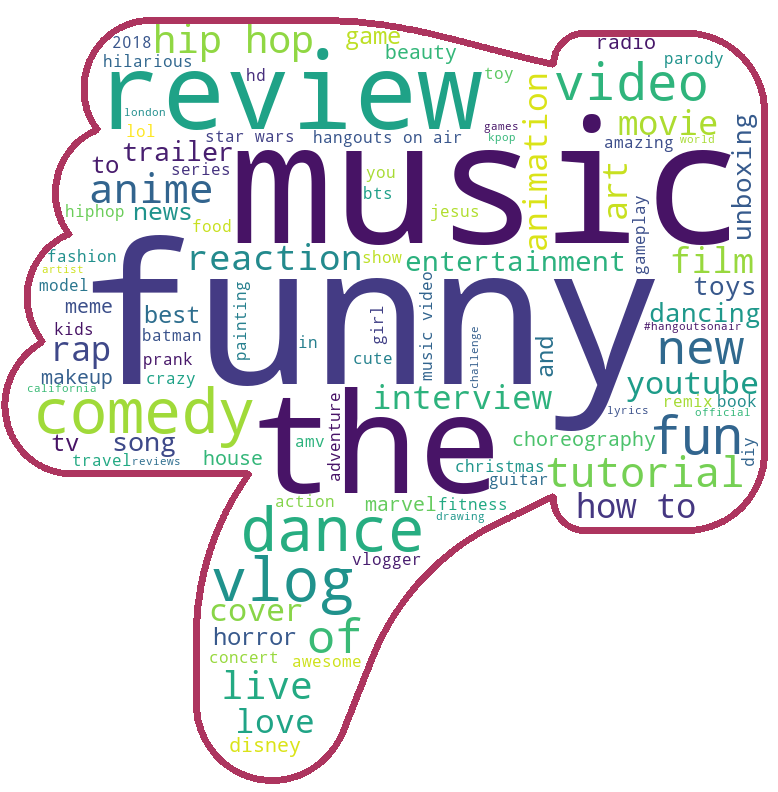 2018 hip hop game radio
hilarious beauty parody
review hd toy video
london animation
lol star wars hangouts on air games kpop movie
to trailer series music amazing world unboxing
anime you bts art
hiphop news jesus gameplay
food
fashion reaction show entertainment film
artist
model funny toys
meme best painting girl music video dancing
kids batman in challenge #hangoutsonair
rap prank cute and new
makeup crazy youtube
california
comedy the interview remix book
lyrics official
tv song amv adventure choreography fun diy
travel reviews house christmas tutorial
guitar
action marvel fitness how to
drawing
dance
vlogger
vlog
cover
of
horror
concert awesome
live
love
disney